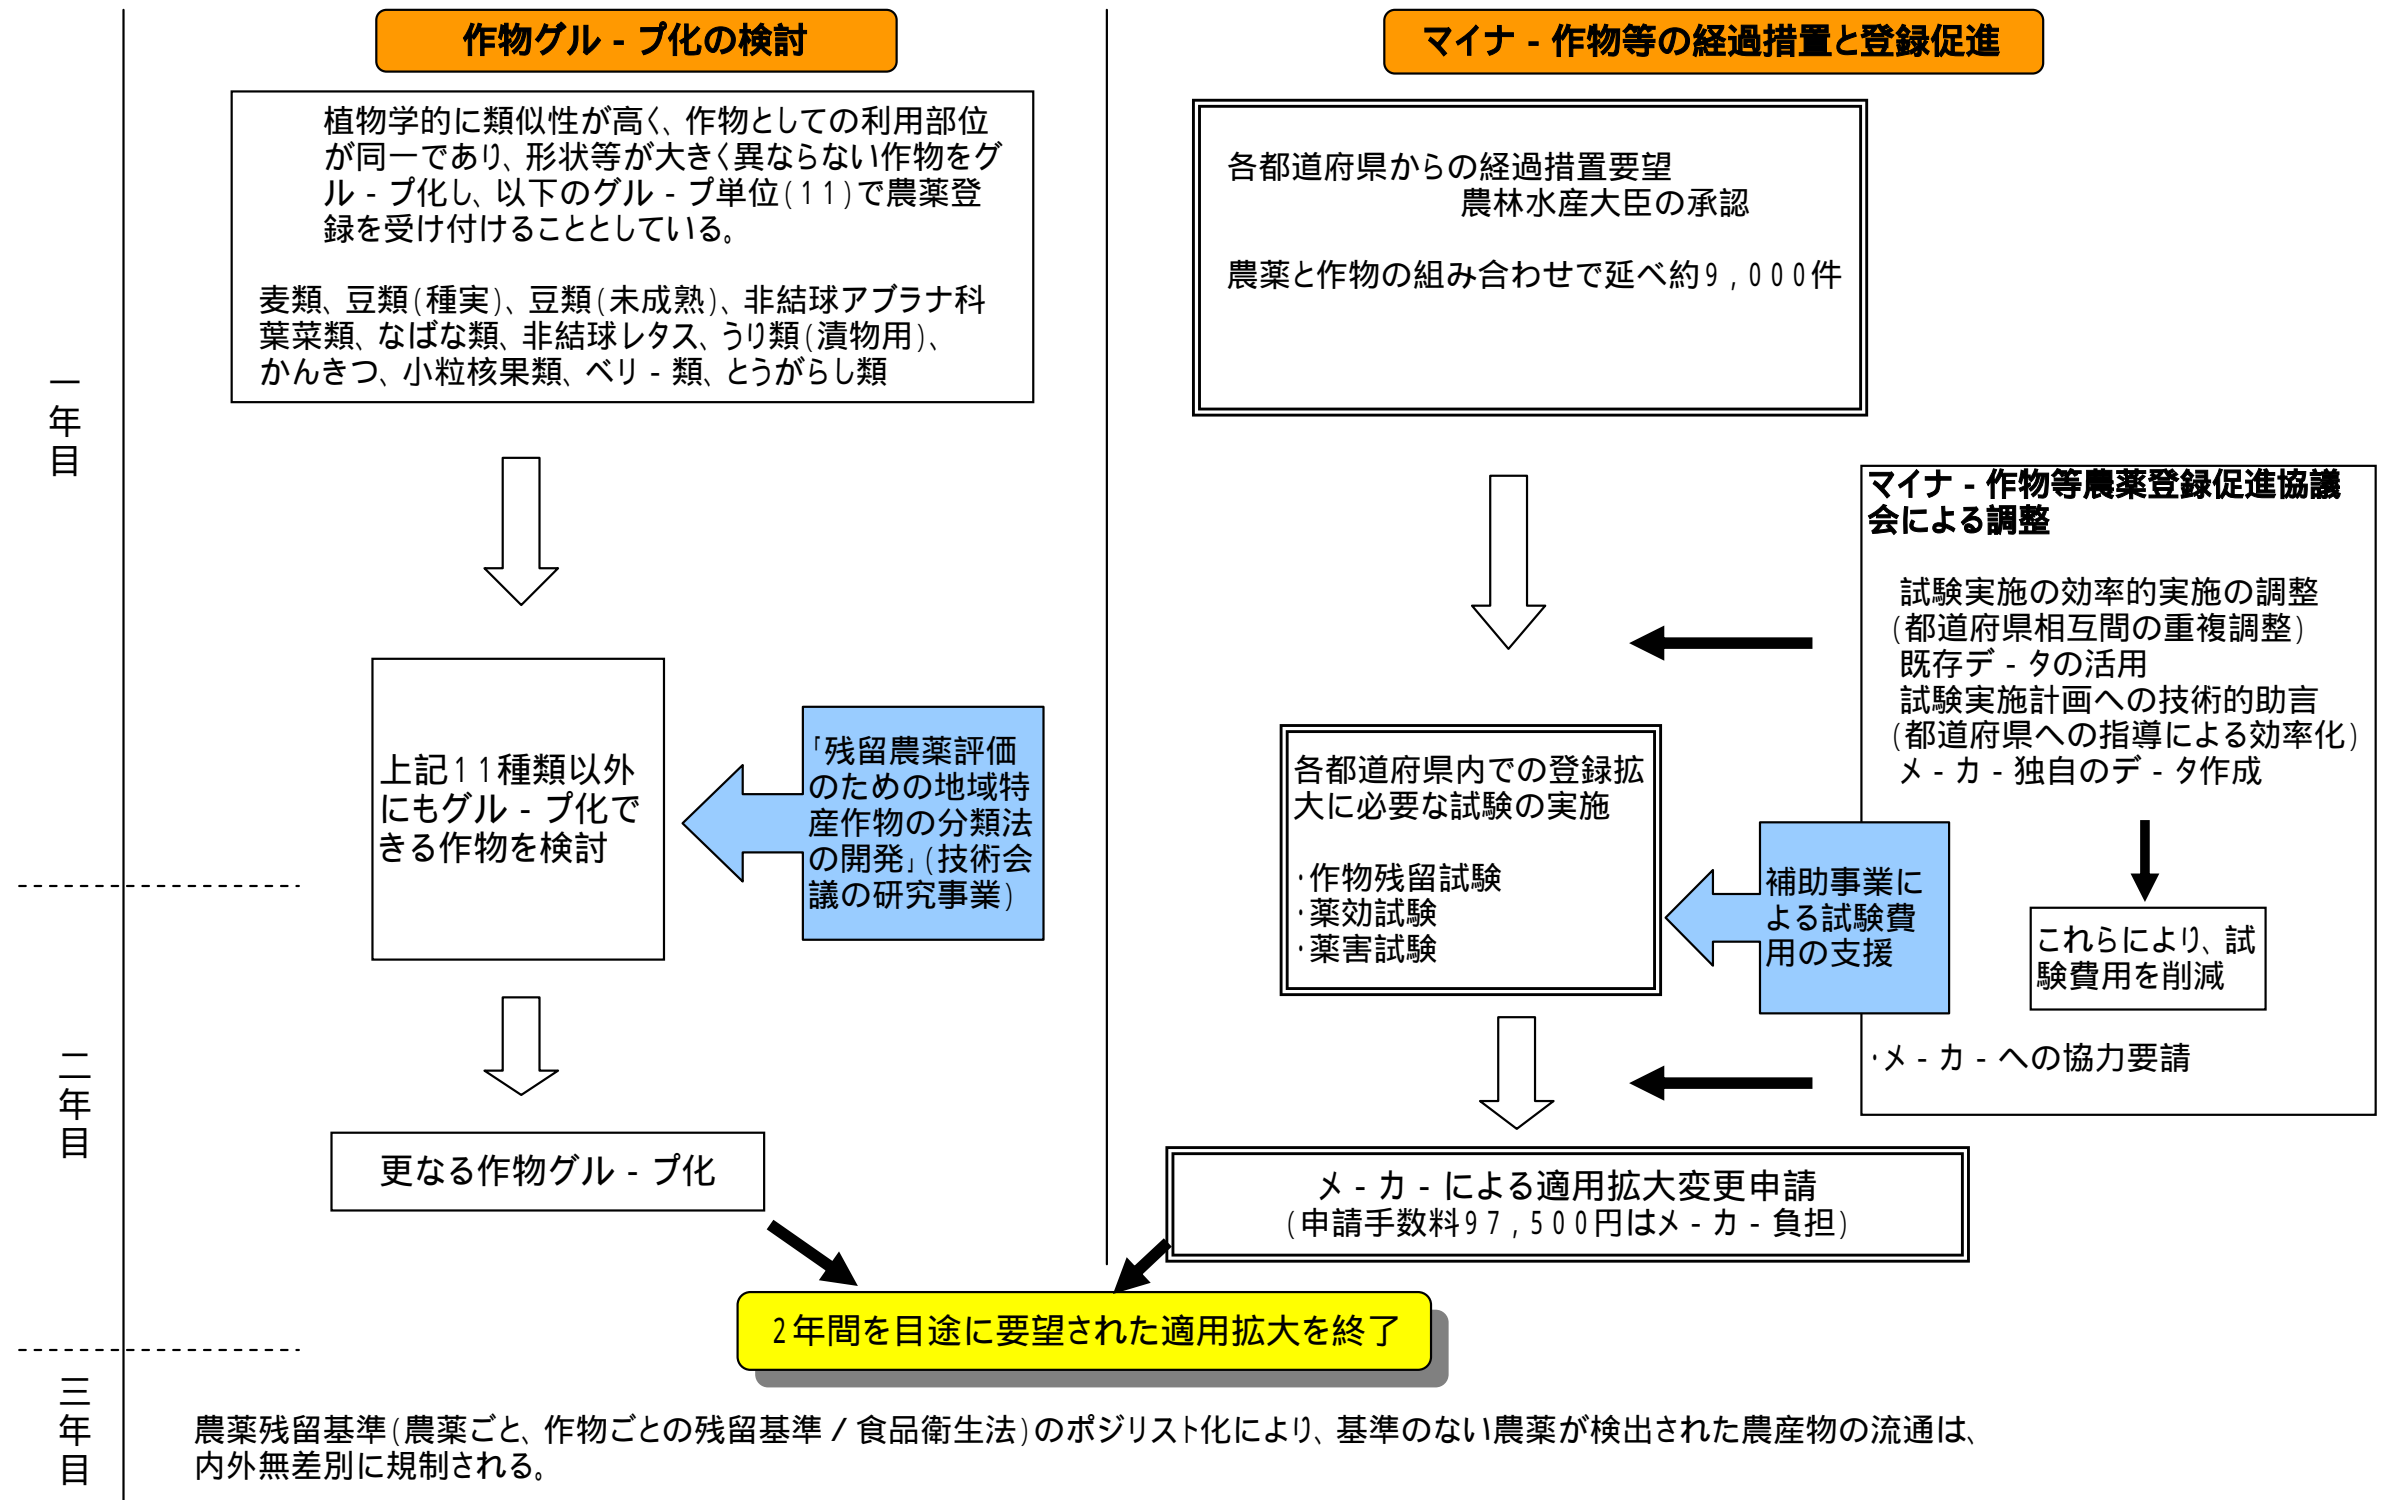 作物グル‐プ化の検討
植物学的に類似性が高く、作物としての利用部位
が同一であり、形状等が大きく異ならない作物をグ
ル‐プ化し、以下のグル‐プ単位(11)で農薬登
録を受け付けることとしている。
麦類、豆類(種実)、豆類(未成熟)、非結球アブラナ科
葉菜類、なばな類、非結球レタス、うり類(漬物用)、
かんきつ、小粒核果類、ベリ‐類、とうがらし類
上記11種類以外
にもグル‐プ化で
きる作物を検討
「残留農薬評価
のための地域特
産作物の分類法
の開発」(技術会
議の研究事業)
更なる作物グル‐プ化
マイナ‐作物等の経過措置と登録促進
各都道府県からの経過措置要望
農林水産大臣の承認
農薬と作物の組み合わせで延べ約9,000件
マイナ‐作物等農薬登録促進協議
会による調整
試験実施の効率的実施の調整
(都道府県相互間の重複調整)
既存デ‐タの活用
試験実施計画への技術的助言
(都道府県への指導による効率化)
メ‐カ‐独自のデ‐タ作成
これらにより、試
験費用を削減
・メ‐カ‐への協力要請
各都道府県内での登録拡
大に必要な試験の実施
・作物残留試験
・薬効試験
・薬害試験
補助事業に
よる試験費
用の支援
メ‐カ‐による適用拡大変更申請
(申請手数料97,500円はメ‐カ‐負担)
2年間を目途に要望された適用拡大を終了
一年目
二年目
三年目
農薬残留基準(農薬ごと、作物ごとの残留基準/食品衛生法)のポジリスト化により、基準のない農薬が検出された農産物の流通は、
内外無差別に規制される。